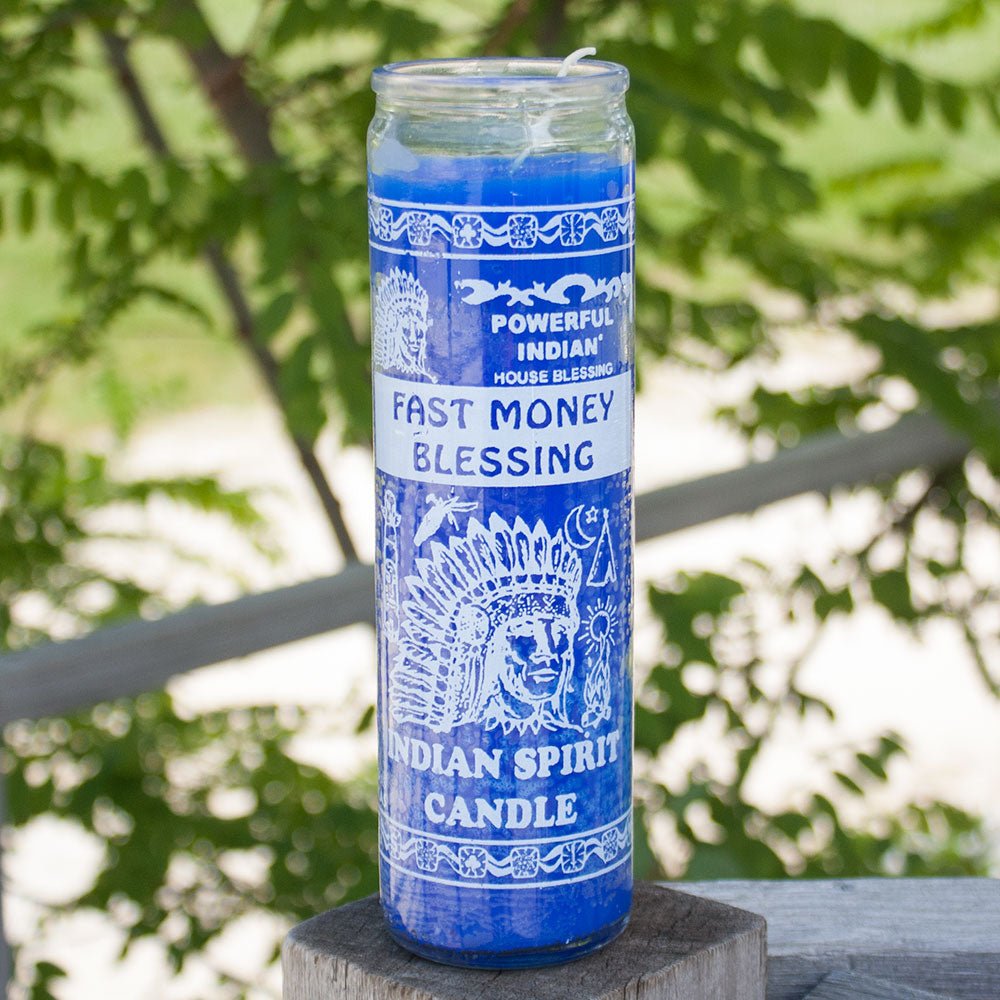 POWERFUL
INDIAN
HOUSE BLESSING
FAST MONEY
BLESSING
INDIAN SPIRIT
CANDLE